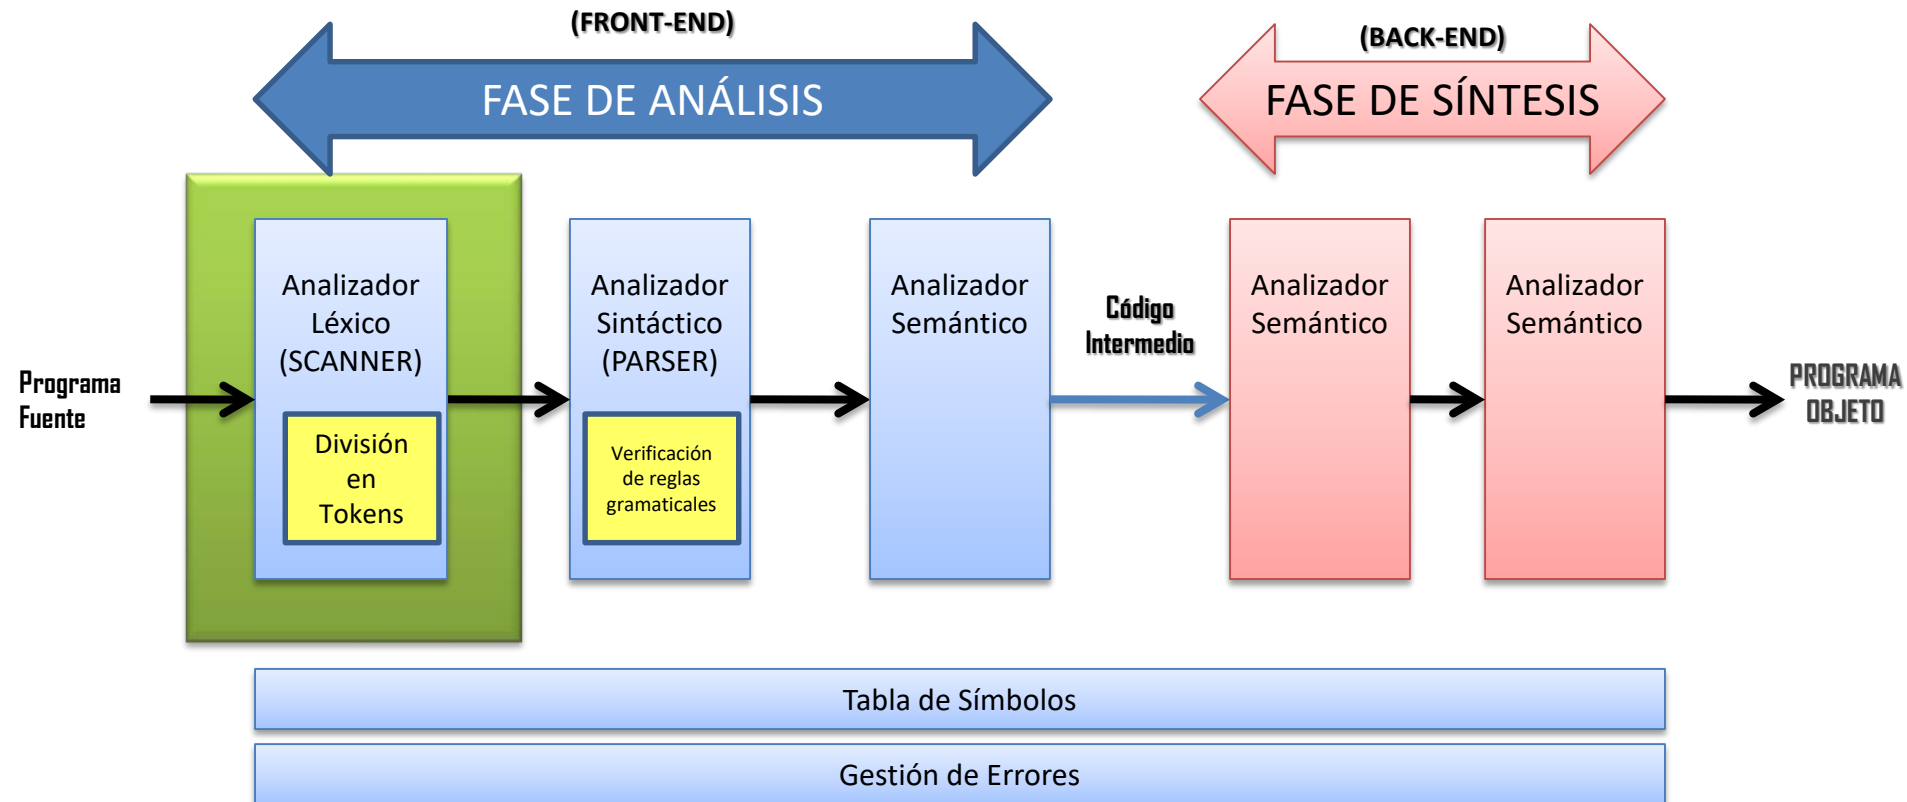 (FRONT-END)
(BACK-END)
FASE DE ANÁLISIS
FASE DE SÍNTESIS
Analizador
Léxico
(SCANNER)
División
en
Tokens
Analizador
Sintáctico
(PARSER)
Verificación
de reglas
gramaticales
Analizador
Semántico
Código
Intermedio
Analizador
Semántico
Analizador
Semántico
Programa
Fuente
PROGRAMA
OBJETO
Tabla de Símbolos
Gestión de Errores